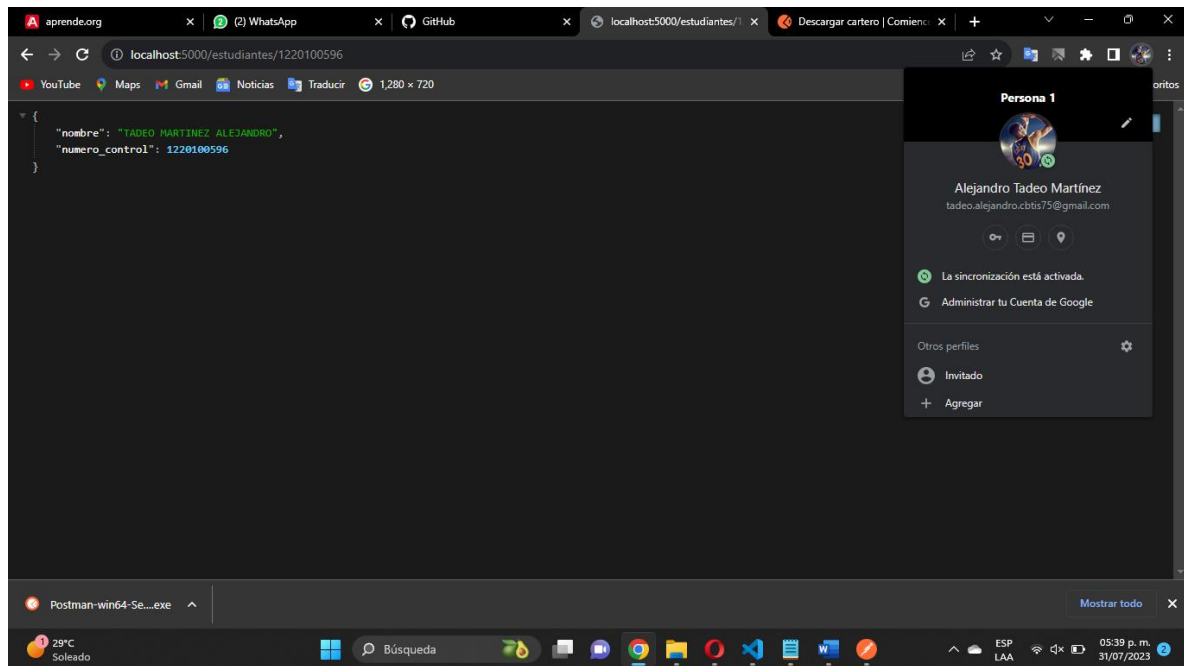 aprende.org
(2) WhatsApp
GitHub
localhost:5000/estudiantes/1
Descargar cartero | Comienc
localhost:5000/estudiantes/1220100596
YouTube
Maps
Gmail
Noticias
Traducir
1,280 × 720
oritos
{
"nombre": "TADEO MARTINEZ ALEJANDRO",
"numero_control": 1220100596
}
Persona 1
Alejandro Tadeo Martínez
tadeo.alejandro.cbtis75@gmail.com
La sincronización está activada.
Administrar tu Cuenta de Google
Otros perfiles
Invitado
Agregar
Postman-win64-Se....exe
Mostrar todo
1
29°C
Soleado
Búsqueda
ESP
LAA
05:39 p. m.
31/07/2023
2